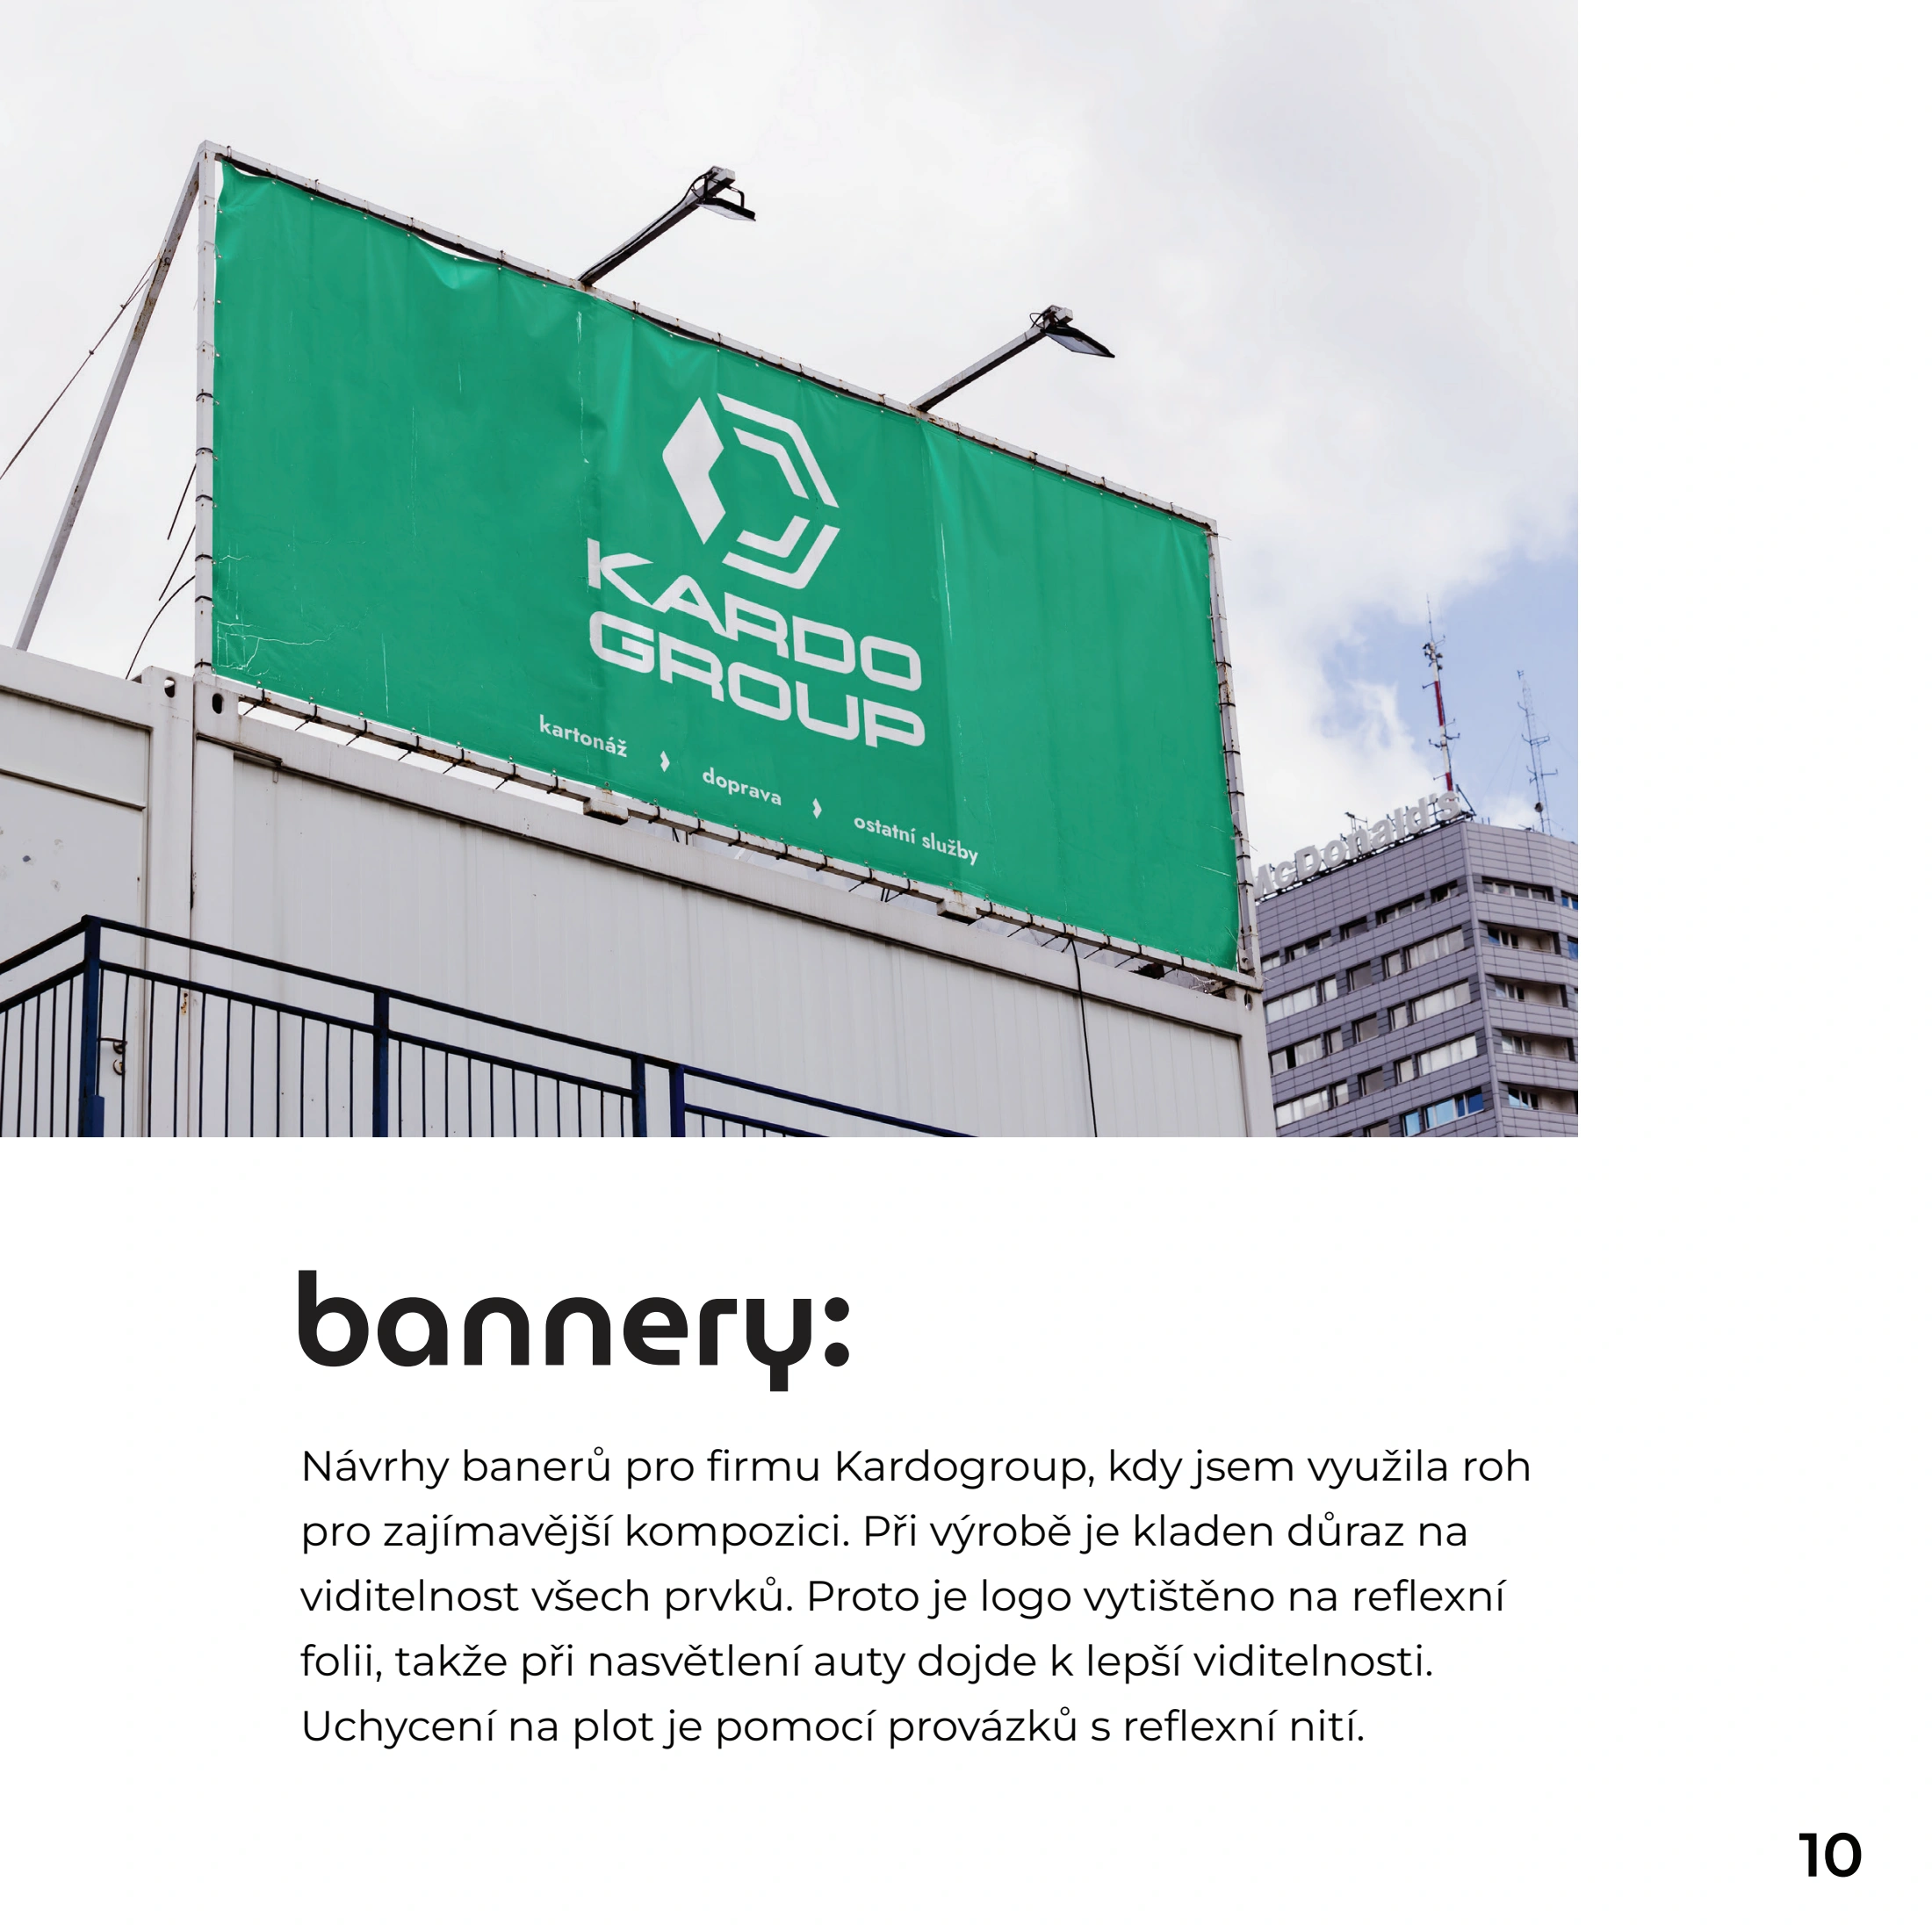 KARDO
GROUP
kartonáž
doprava
ostatní služby
McDonald's
bannery:
Návrhy banerů pro firmu Kardogroup, kdy jsem využila roh
pro zajímavější kompozici. Při výrobě je kladen důraz na
viditelnost všech prvků. Proto je logo vytištěno na reflexní
folii, takže při nasvětlení auty dojde k lepší viditelnosti.
Uchycení na plot je pomocí provázků s reflexní nití.
10